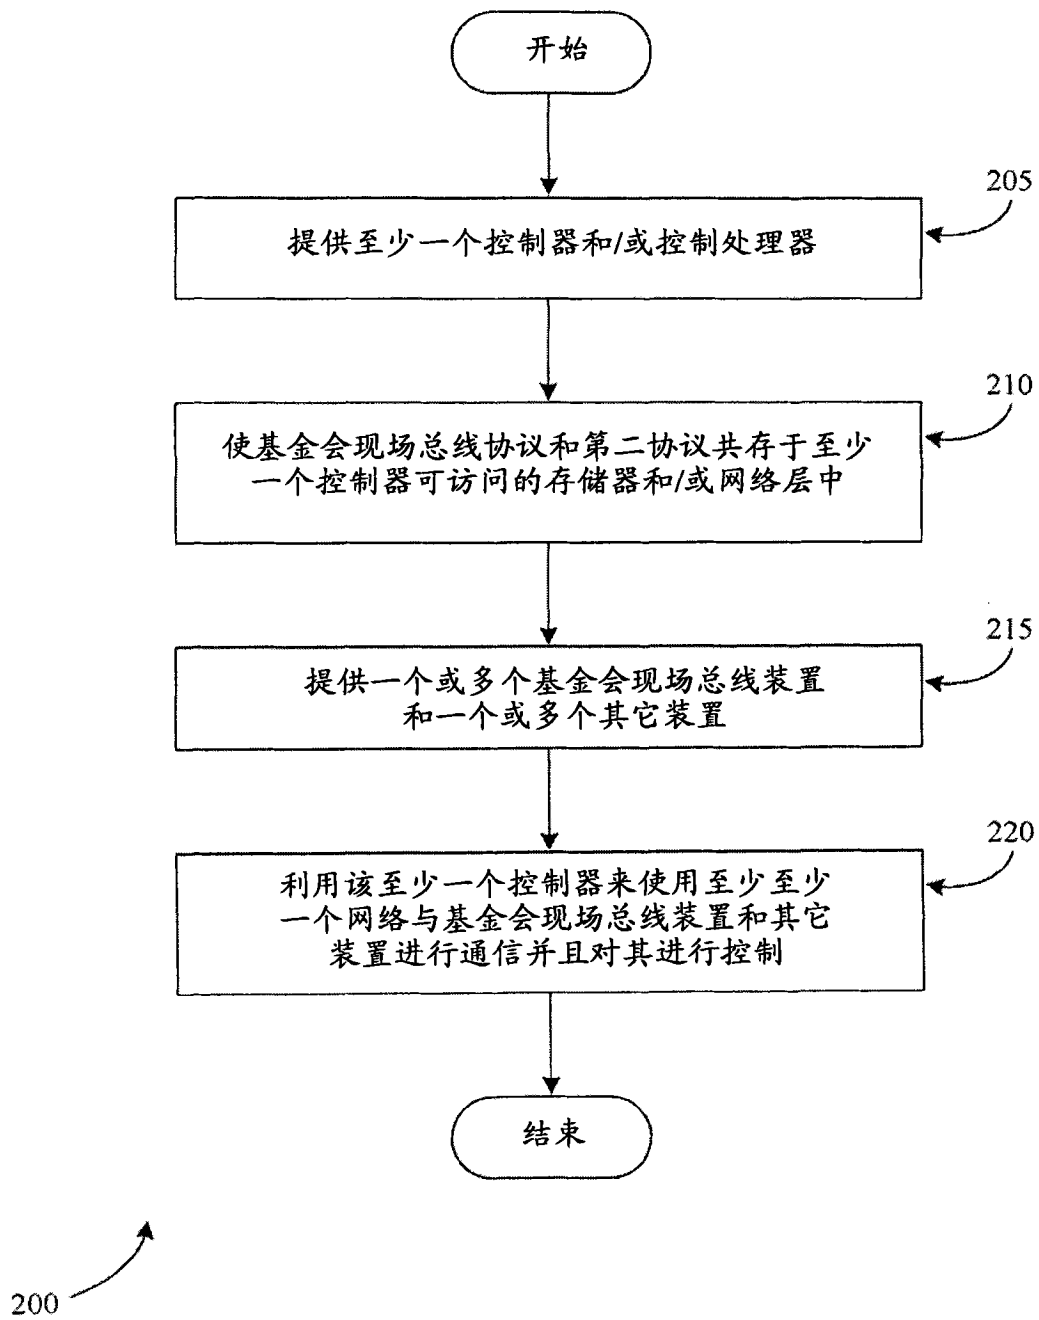 开始
205
提供至少一个控制器和/或控制处理器
210
使基金会现场总线协议和第二协议共存于至少
一个控制器可访问的存储器和/或网络层中
215
提供一个或多个基金会现场总线装置
和一个或多个其它装置
220
利用该至少一个控制器来使用至少至少
一个网络与基金会现场总线装置和其它
装置进行通信并且对其进行控制
结束
200